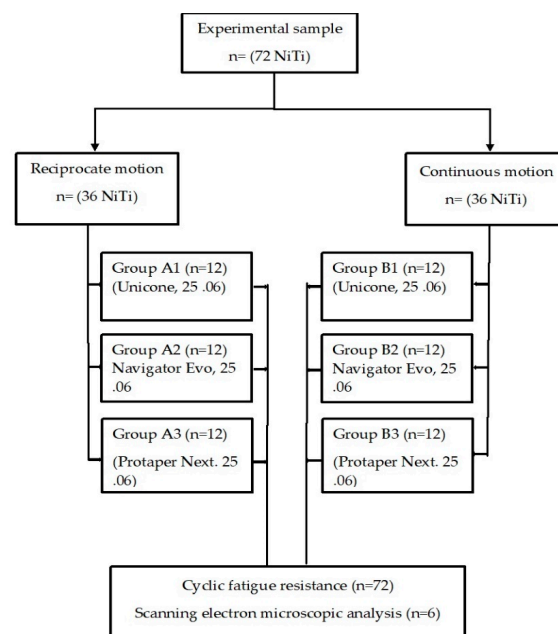 Experimental sample
n= (72 NiTi)
Reciprocate motion
n= (36 NiTi)
Continuous motion
n= (36 NiTi)
Group A1 (n=12)
(Unicone, 25 .06)
Group A2 (n=12)
Navigator Evo, 25
.06
Group A3 (n=12)
(Protaper Next. 25
.06)
Group B1 (n=12)
(Unicone, 25 .06)
Group B2 (n=12)
Navigator Evo, 25
.06
Group B3 (n=12)
(Protaper Next. 25
.06)
Cyclic fatigue resistance (n=72)
Scanning electron microscopic analysis (n=6)